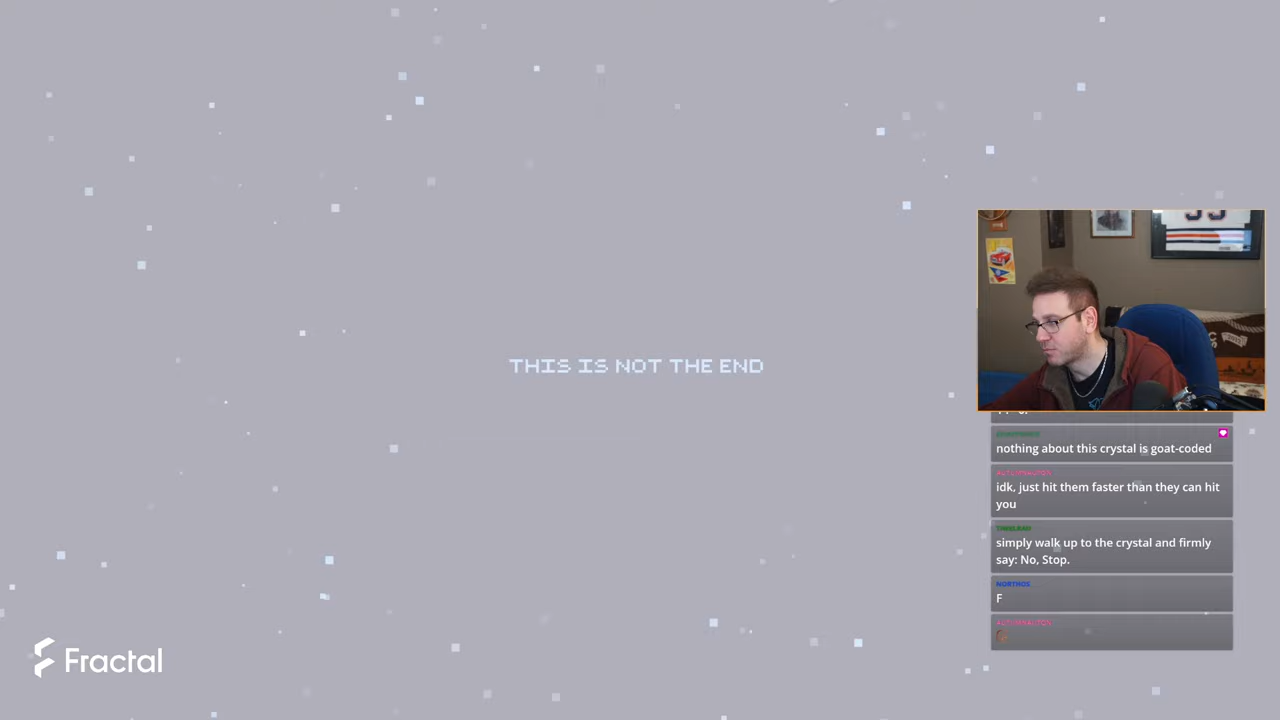 THIS IS NOT THE END
nothing about this crystal is goat-coded
idk, just hit them faster than they can hit
you
simply walk up to the crystal and firmly
say: No, Stop.
NORTHOS
F
Fractal